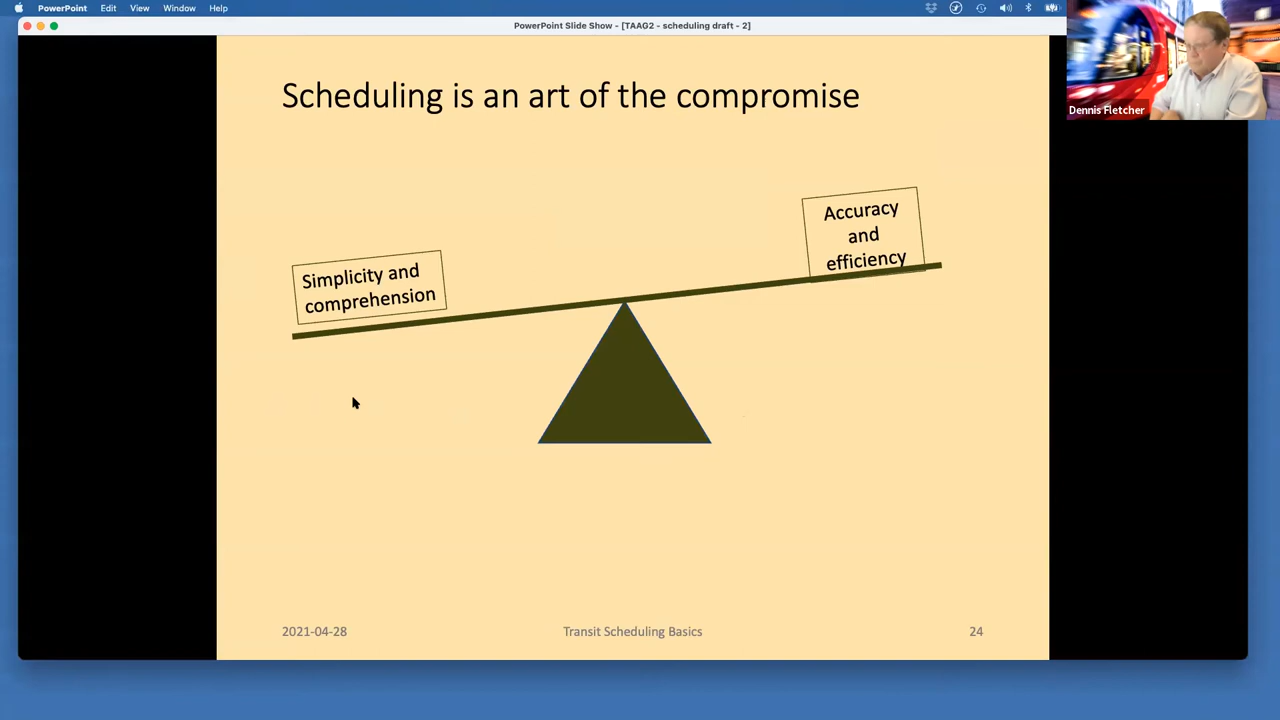 PowerPoint Edit View Window Help
PowerPoint Slide Show - [TAAG2 - scheduling draft - 2]
Dennis Fletcher
Scheduling is an art of the compromise
Accuracy
and
efficiency
Simplicity and
comprehension
2021-04-28 Transit Scheduling Basics 24